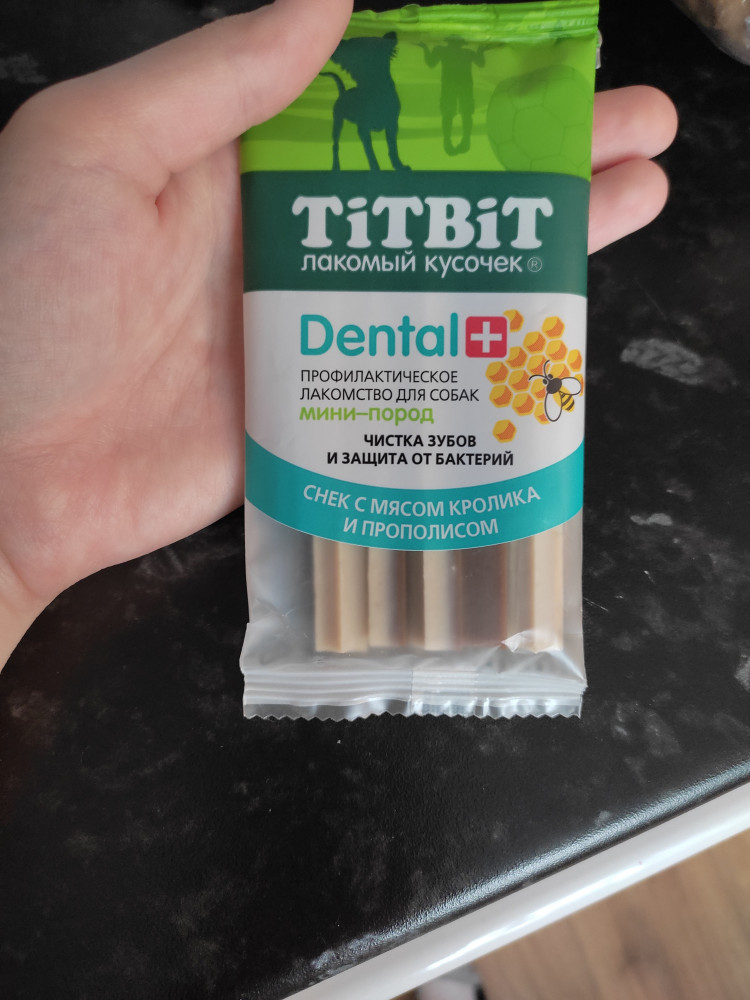 TiTBiT
лакомый кусочек®
Dental+
ПРОФИЛАКТИЧЕСКОЕ
ЛАКОМСТВО ДЛЯ СОБАК
мини–пород
ЧИСТКА ЗУБОВ
И ЗАЩИТА ОТ БАКТЕРИЙ
СНЕК С МЯСОМ КРОЛИКА
И ПРОПОЛИСОМ